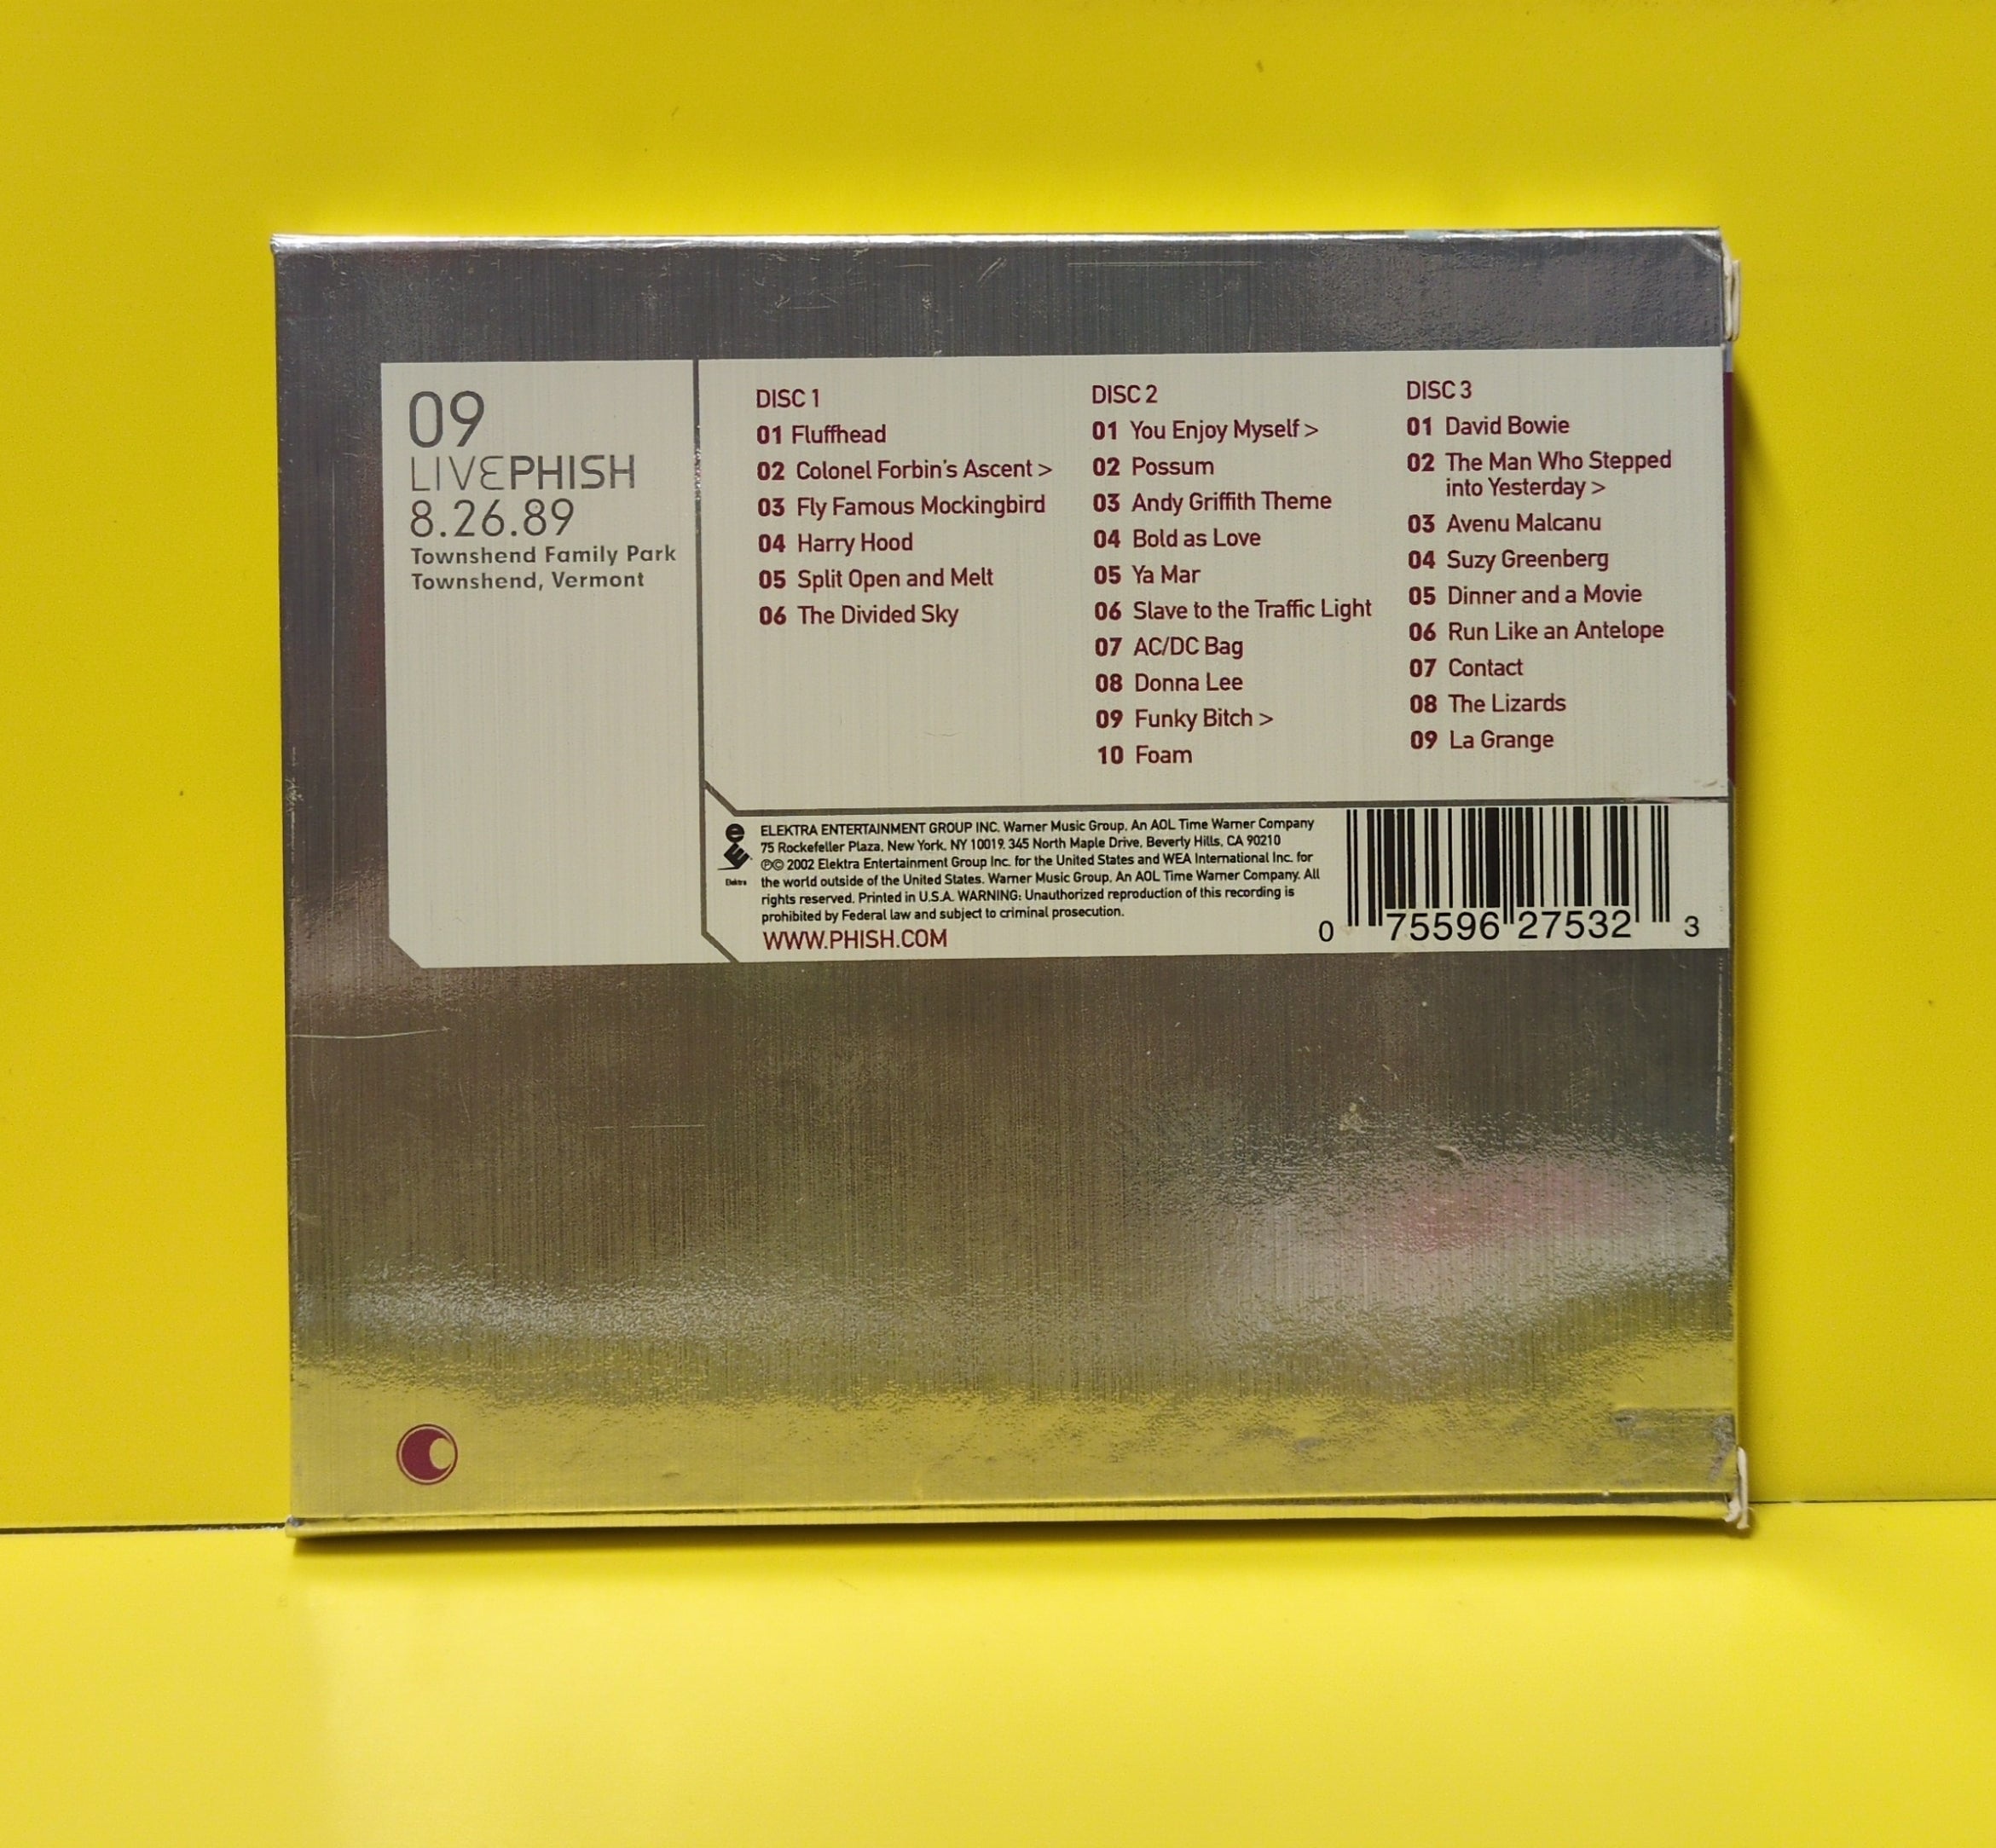 09
LIVEPHISH
8.26.89
Townshend Family Park
Townshend, Vermont
DISC 1
01 Fluffhead
02 Colonel Forbin's Ascent >
03 Fly Famous Mockingbird
04 Harry Hood
05 Split Open and Melt
06 The Divided Sky
DISC 2
01 You Enjoy Myself >
02 Possum
03 Andy Griffith Theme
04 Bold as Love
05 Ya Mar
06 Slave to the Traffic Light
07 AC/DC Bag
08 Donna Lee
09 Funky Bitch >
10 Foam
DISC 3
01 David Bowie
02 The Man Who Stepped
into Yesterday >
03 Avenu Malcanu
04 Suzy Greenberg
05 Dinner and a Movie
06 Run Like an Antelope
07 Contact
08 The Lizards
09 La Grange
Elektra
ELEKTRA ENTERTAINMENT GROUP INC. Warner Music Group, An AOL Time Warner Company
75 Rockefeller Plaza, New York, NY 10019. 345 North Maple Drive, Beverly Hills, CA 90210
℗© 2002 Elektra Entertainment Group Inc. for the United States and WEA International Inc. for
the world outside of the United States. Warner Music Group, An AOL Time Warner Company. All
rights reserved. Printed in U.S.A. WARNING: Unauthorized reproduction of this recording is
prohibited by Federal law and subject to criminal prosecution.
WWW.PHISH.COM
0 75596 27532 3